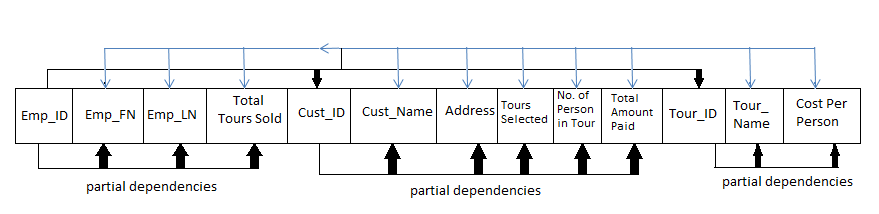 Emp_ID
Emp_FN
Emp_LN
Total
Tours Sold
Cust_ID
Cust_Name
Address
Tours
Selected
No. of
Person
in Tour
Total
Amount
Paid
Tour_ID
Tour_
Name
Cost Per
Person
partial dependencies
partial dependencies
partial dependencies